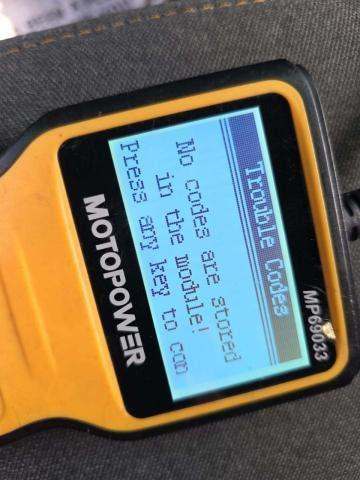 MP69033
Trouble Codes
No codes are stored
in the module!
Press any key to con
MOTOPOWER